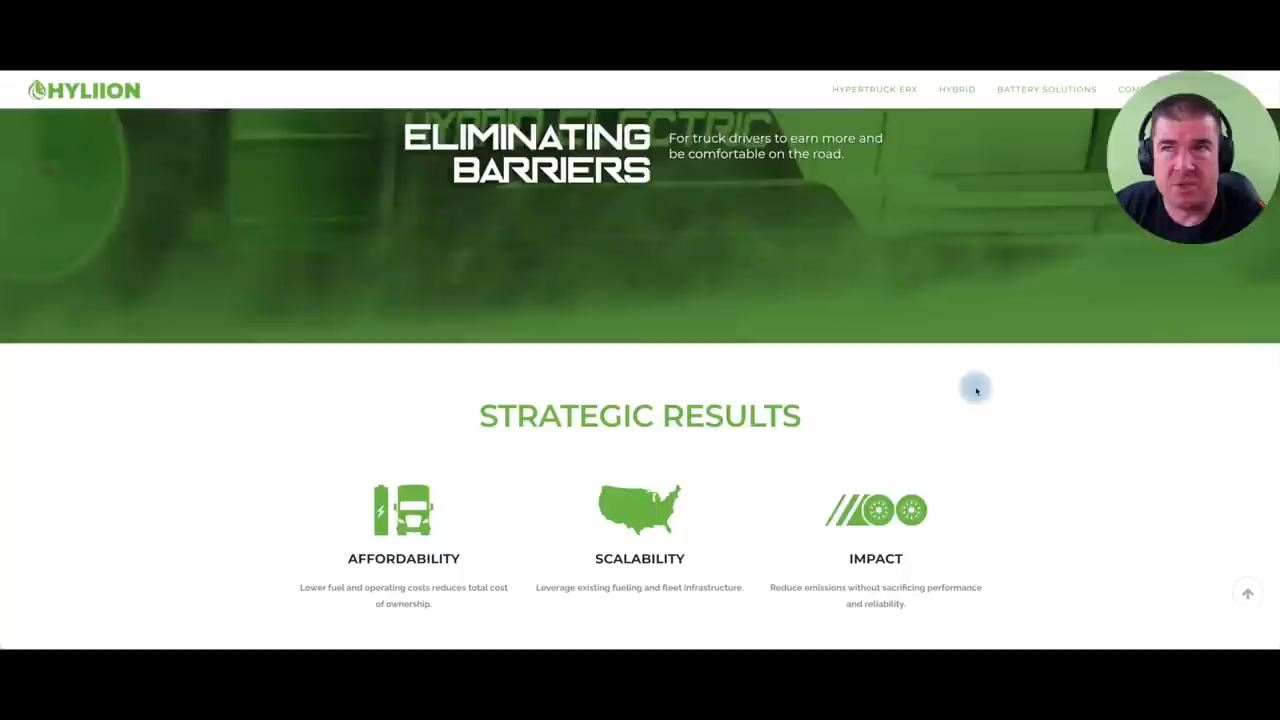 HYLIION
HYPERTRUCK ERX HYBRID BATTERY SOLUTIONS
HYBRID ELECTRIC
ELIMINATING
BARRIERS
For truck drivers to earn more and
be comfortable on the road.
STRATEGIC RESULTS
AFFORDABILITY
Lower fuel and operating costs reduces total cost
of ownership.
SCALABILITY
Leverage existing fueling and fleet infrastructure.
IMPACT
Reduce emissions without sacrificing performance
and reliability.